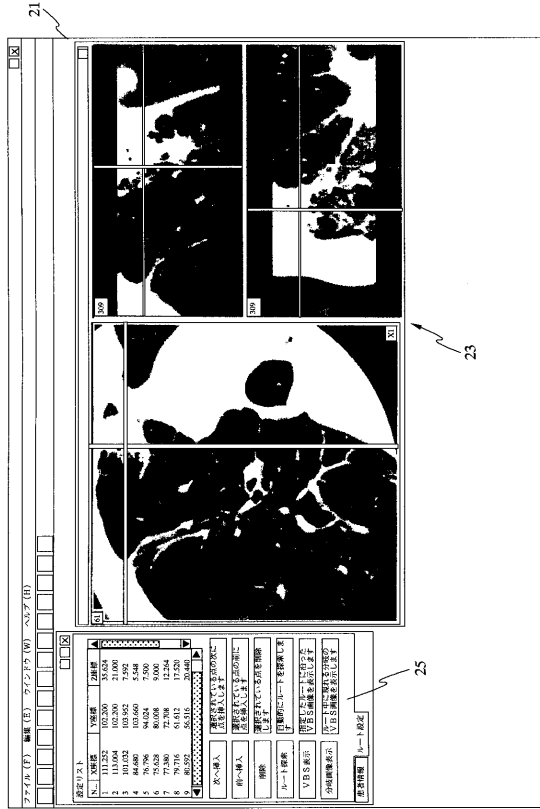 21
ファイル (F) 編集 (E) ウインドウ (W) ヘルプ (H)
設定リスト
N... X座標 Y座標 Z座標
1 111.252 102.200 35.624
2 113.004 102.200 21.000
3 101.032 103.952 7.592
4 84.680 103.660 5.548
5 76.796 94.024 7.500
6 75.628 80.008 9.000
7 77.380 72.708 12.264
8 79.716 61.612 17.520
9 80.592 56.516 20.440
次へ挿入 選択されている点の次に
点を挿入します
前へ挿入 選択されている点の前に
点を挿入します
削除 選択されている点を削除
します
ルート探索 自動的にルートを探索しま
す
VBS表示 指定したルートに沿った
VBS画像を表示します
分岐画像表示 ルート中に現れる分岐の
VBS画像を表示します
患者情報 ルート設定
25
61
X1
309
309
23